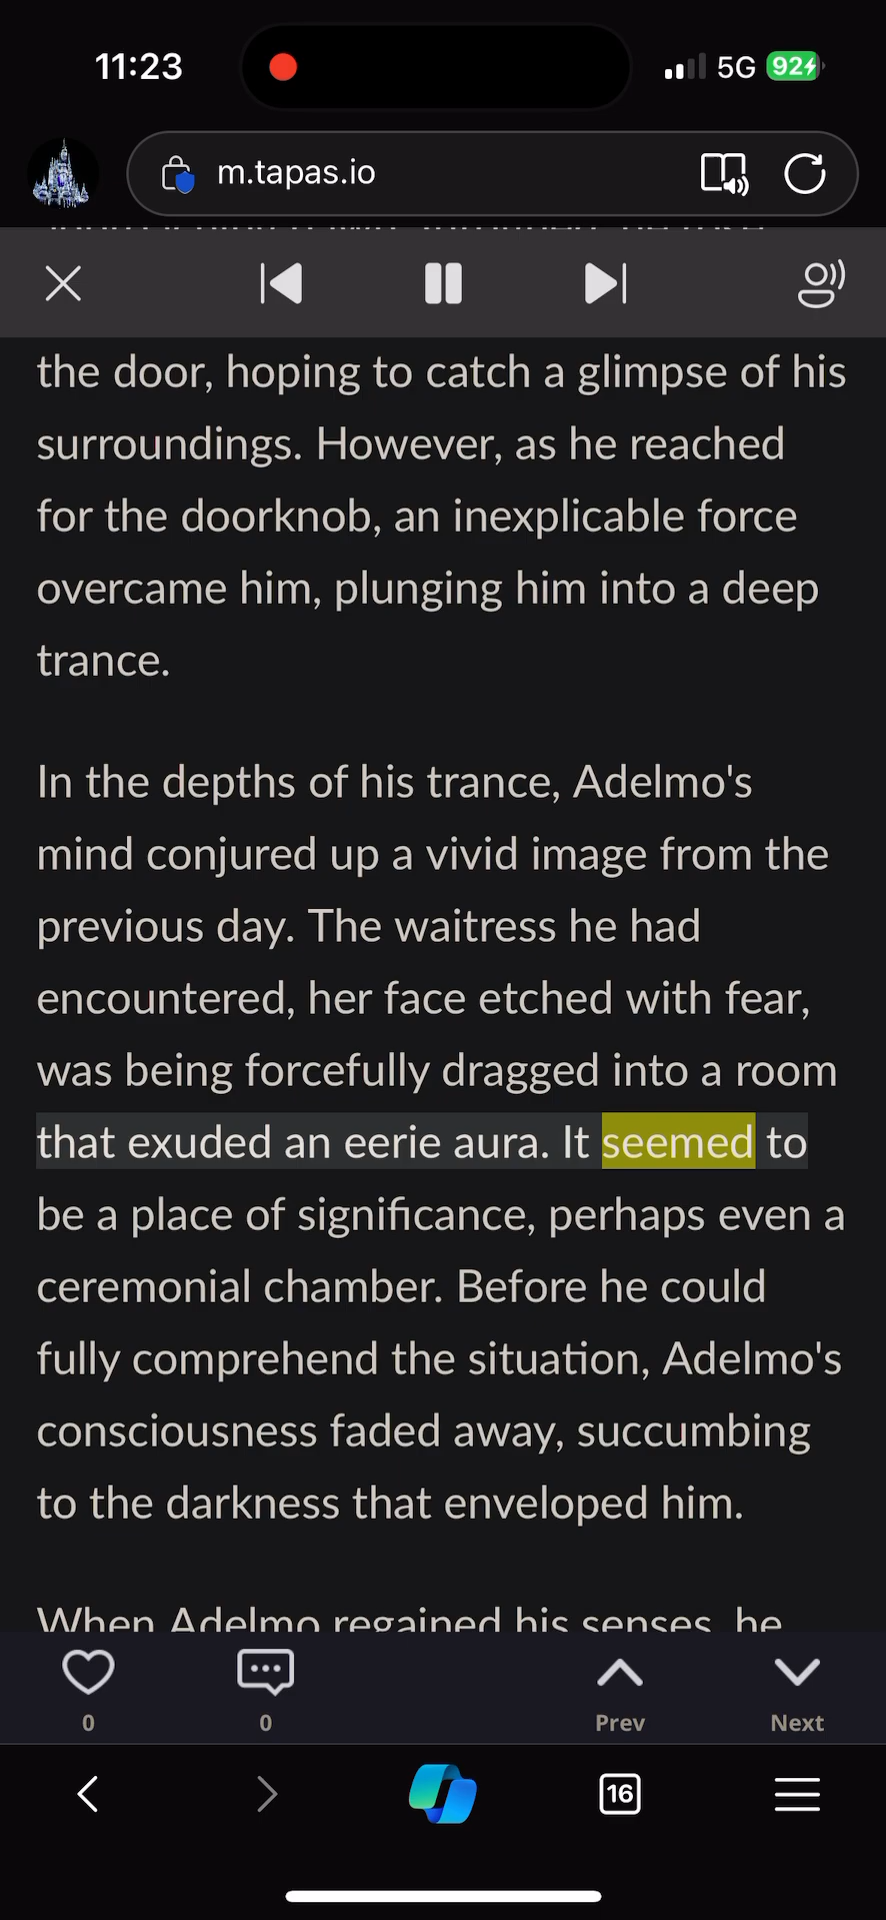 11:23
5G
92
m.tapas.io
the door, hoping to catch a glimpse of his
surroundings. However, as he reached
for the doorknob, an inexplicable force
overcame him, plunging him into a deep
trance.
In the depths of his trance, Adelmo's
mind conjured up a vivid image from the
previous day. The waitress he had
encountered, her face etched with fear,
was being forcefully dragged into a room
that exuded an eerie aura. It seemed to
be a place of significance, perhaps even a
ceremonial chamber. Before he could
fully comprehend the situation, Adelmo's
consciousness faded away, succumbing
to the darkness that enveloped him.
When Adelmo regained his senses, he
0
0
Prev
Next
16